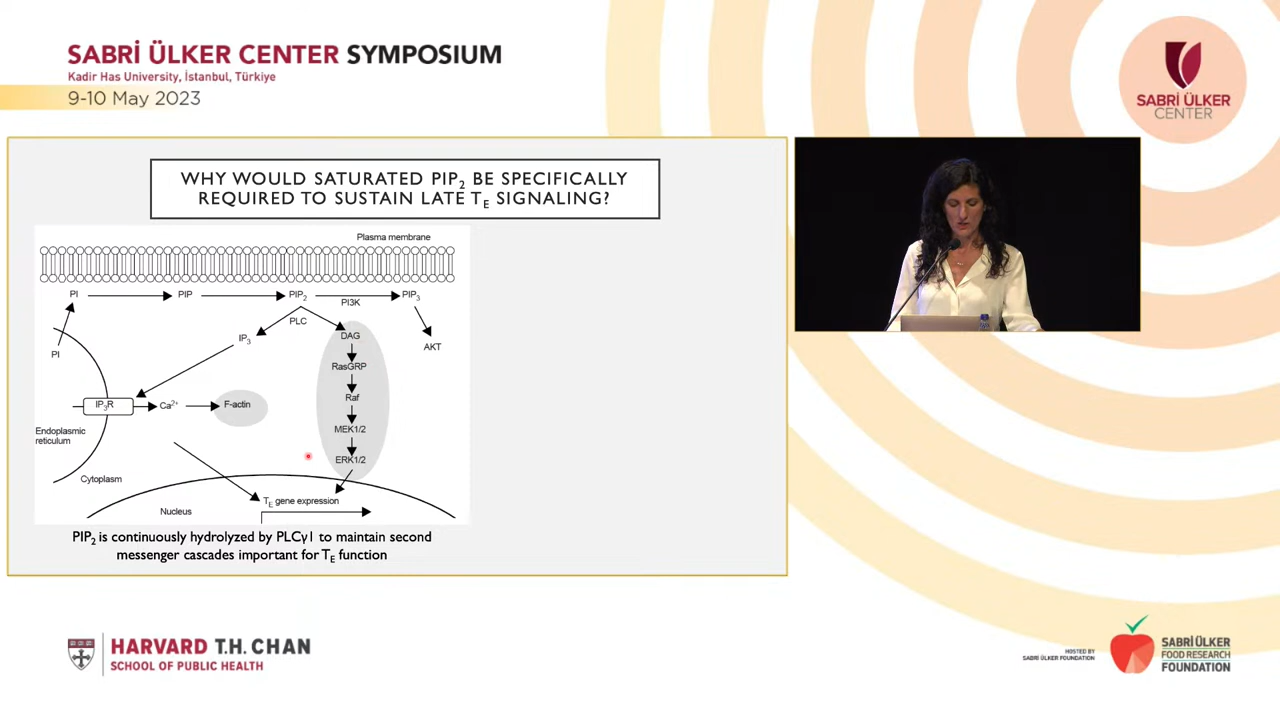 SABRİ ÜLKER CENTER SYMPOSIUM
Kadir Has University, İstanbul, Türkiye
9-10 May 2023
SABRİ ÜLKER
CENTER
WHY WOULD SATURATED PIP2 BE SPECIFICALLY
REQUIRED TO SUSTAIN LATE TE SIGNALING?
Plasma membrane
PI
PIP
PIP2
PI3K
PIP3
PLC
IP3
DAG
AKT
PI
RasGRP
Raf
IP3R
Ca2+
F-actin
MEK1/2
Endoplasmic
reticulum
ERK1/2
Cytoplasm
TE gene expression
Nucleus
PIP2 is continuously hydrolyzed by PLCγ1 to maintain second
messenger cascades important for TE function
HARVARD T.H. CHAN
SCHOOL OF PUBLIC HEALTH
HOSTED BY
SABRI ÜLKER FOUNDATION
SABRİ ÜLKER
FOOD RESEARCH
FOUNDATION